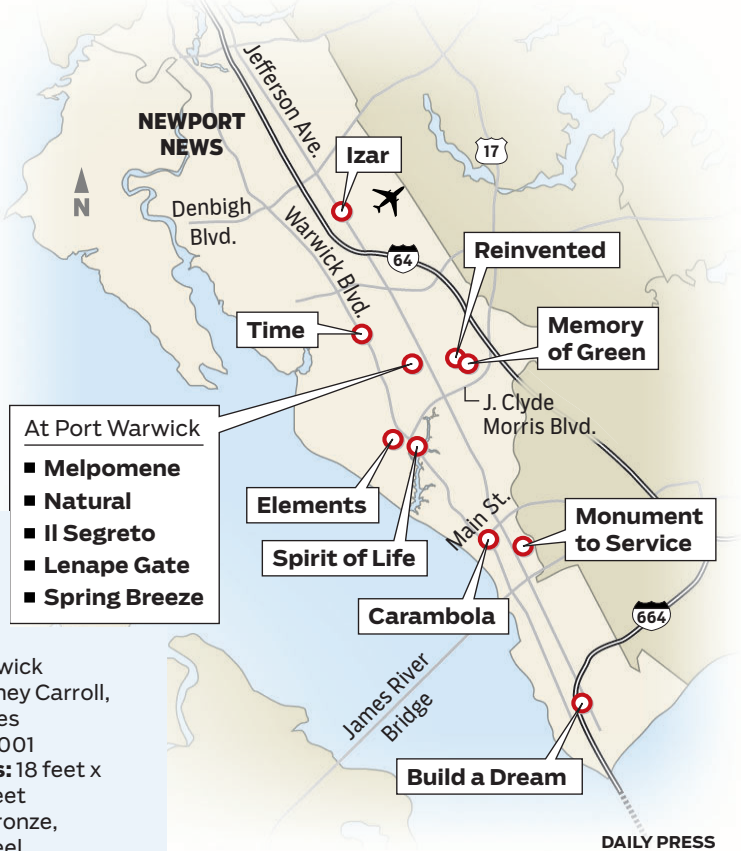 Jefferson Ave.
NEWPORT
NEWS
Izar
17
N
Denbigh
Blvd.
Warwick Blvd.
64
Reinvented
Time
Memory
of Green
J. Clyde
Morris Blvd.
At Port Warwick
■ Melpomene
■ Natural
■ Il Segreto
■ Lenape Gate
■ Spring Breeze
Elements
Spirit of Life
Main St.
Monument
to Service
Carambola
664
James River
Bridge
Build a Dream
wick
ney Carroll,
es
001
s: 18 feet x
eet
ronze,
eel
DAILY PRESS